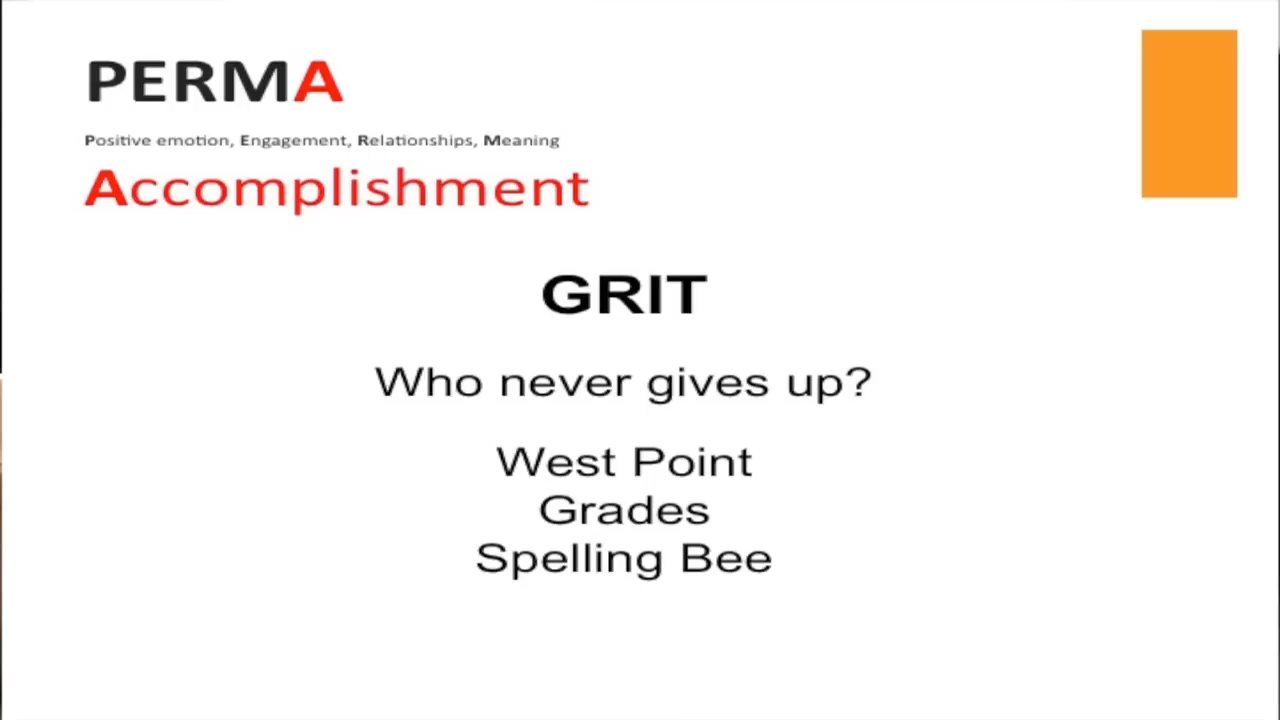 PERMA
Positive emotion, Engagement, Relationships, Meaning
Accomplishment
GRIT
Who never gives up?
West Point
Grades
Spelling Bee